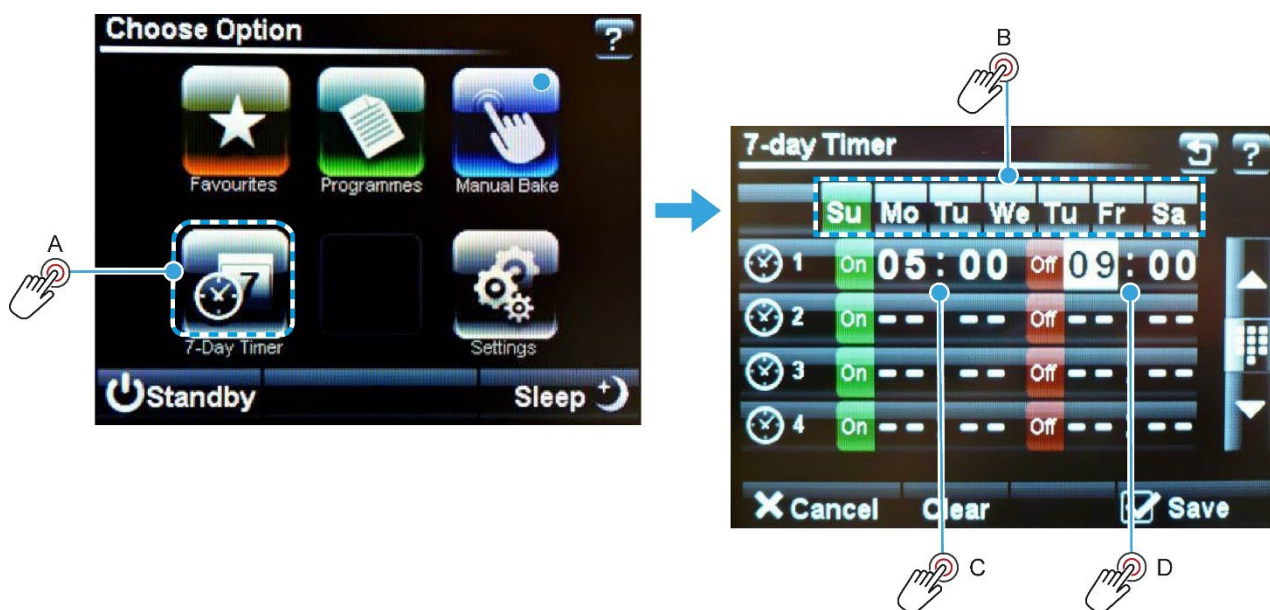 Choose Option
?
Favourites
Programmes
Manual Bake
7
7-Day Timer
Settings
Standby
Sleep
A
B
7-day Timer
?
Su Mo Tu We Tu Fr Sa
1 On 05:00 Off 09:00
2 On -- : -- Off -- : --
3 On -- : -- Off -- : --
4 On -- : -- Off -- : --
Cancel Clear Save
C
D